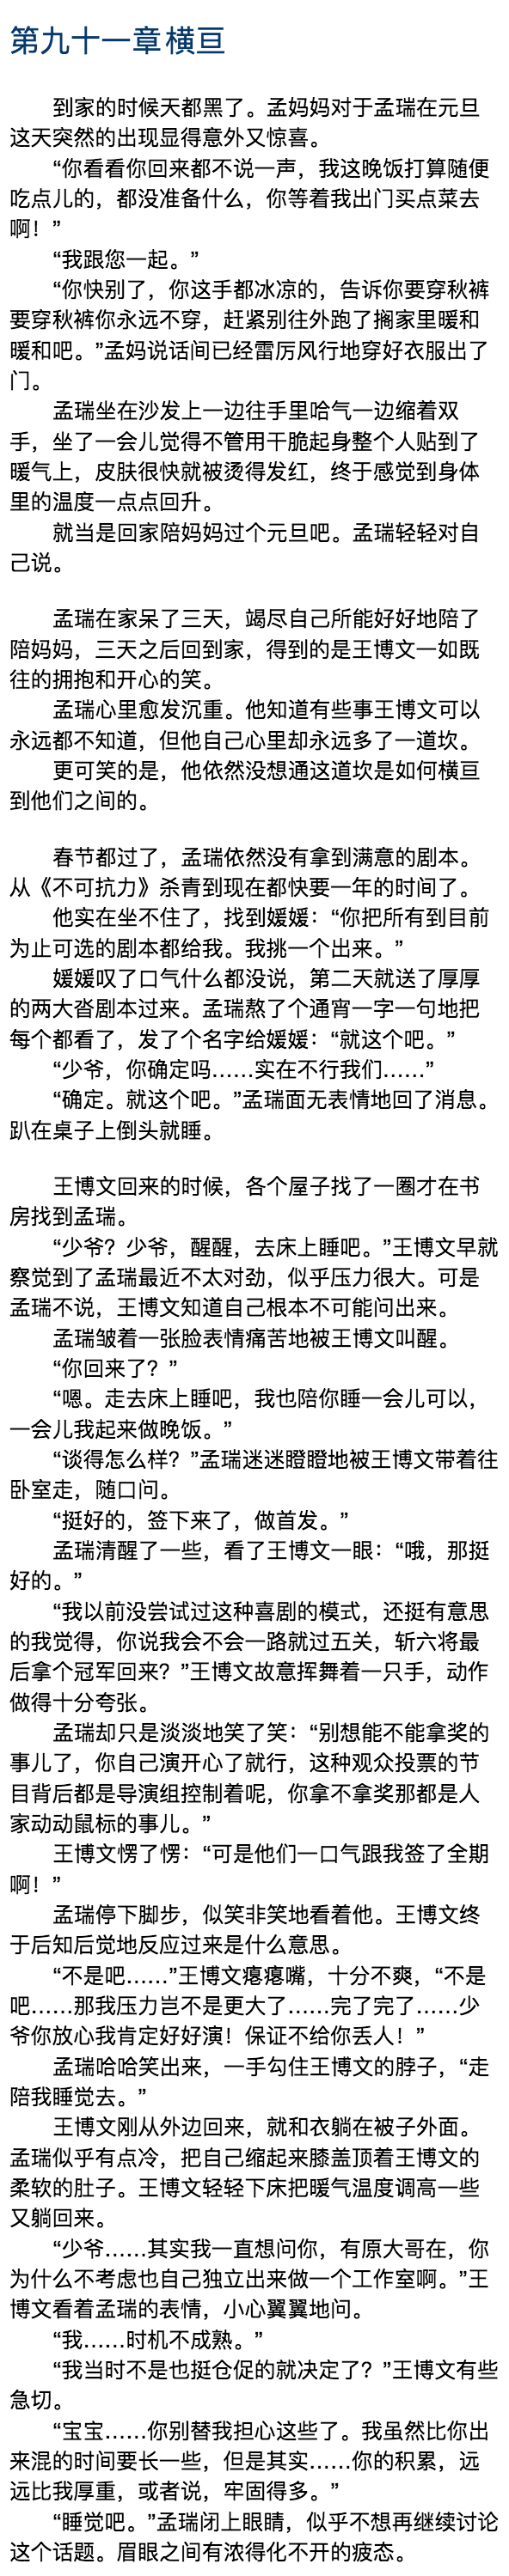 第九十一章 横亘
到家的时候天都黑了。孟妈妈对于孟瑞在元旦
这天突然的出现显得意外又惊喜。
“你看看你回来都不说一声，我这晚饭打算随便
吃点儿的，都没准备什么，你等着我出门买点菜去
啊！”
“我跟您一起。”
“你快别了，你这手都冰凉的，告诉你要穿秋裤
要穿秋裤你永远不穿，赶紧别往外跑了搁家里暖和
暖和吧。”孟妈说话间已经雷厉风行地穿好衣服出了
门。
孟瑞坐在沙发上一边往手里哈气一边缩着双
手，坐了一会儿觉得不管用干脆起身整个人贴到了
暖气上，皮肤很快就被烫得发红，终于感觉到身体
里的温度一点点回升。
就当是回家陪妈妈过个元旦吧。孟瑞轻轻对自
己说。
孟瑞在家呆了三天，竭尽自己所能好好地陪了
陪妈妈，三天之后回到家，得到的是王博文一如既
往的拥抱和开心的笑。
孟瑞心里愈发沉重。他知道有些事王博文可以
永远都不知道，但他自己心里却永远多了一道坎。
更可笑的是，他依然没想通这道坎是如何横亘
到他们之间的。
春节都过了，孟瑞依然没有拿到满意的剧本。
从《不可抗力》杀青到现在都快要一年的时间了。
他实在坐不住了，找到媛媛：“你把所有到目前
为止可选的剧本都给我。我挑一个出来。”
媛媛叹了口气什么都没说，第二天就送了厚厚
的两大沓剧本过来。孟瑞熬了个通宵一字一句地把
每个都看了，发了个名字给媛媛：“就这个吧。”
“少爷，你确定吗……实在不行我们……”
“确定。就这个吧。”孟瑞面无表情地回了消息。
趴在桌子上倒头就睡。
王博文回来的时候，各个屋子找了一圈才在书
房找到孟瑞。
“少爷？少爷，醒醒，去床上睡吧。”王博文早就
察觉到了孟瑞最近不太对劲，似乎压力很大。可是
孟瑞不说，王博文知道自己根本不可能问出来。
孟瑞皱着一张脸表情痛苦地被王博文叫醒。
“你回来了？”
“嗯。走去床上睡吧，我也陪你睡一会儿可以，
一会儿我起来做晚饭。”
“谈得怎么样？”孟瑞迷迷瞪瞪地被王博文带着往
卧室走，随口问。
“挺好的，签下来了，做首发。”
孟瑞清醒了一些，看了王博文一眼：“哦，那挺
好的。”
“我以前没尝试过这种喜剧的模式，还挺有意思
的我觉得，你说我会不会一路就过五关，斩六将最
后拿个冠军回来？”王博文故意挥舞着一只手，动作
做得十分夸张。
孟瑞却只是淡淡地笑了笑：“别想能不能拿奖的
事儿了，你自己演开心了就行，这种观众投票的节
目背后都是导演组控制着呢，你拿不拿奖那都是人
家动动鼠标的事儿。”
王博文愣了愣：“可是他们一口气跟我签了全期
啊！”
孟瑞停下脚步，似笑非笑地看着他。王博文终
于后知后觉地反应过来是什么意思。
“不是吧……”王博文瘪瘪嘴，十分不爽，“不是
吧……那我压力岂不是更大了……完了完了……少
爷你放心我肯定好好演！保证不给你丢人！”
孟瑞哈哈笑出来，一手勾住王博文的脖子，“走
陪我睡觉去。”
王博文刚从外边回来，就和衣躺在被子外面。
孟瑞似乎有点冷，把自己缩起来膝盖顶着王博文的
柔软的肚子。王博文轻轻下床把暖气温度调高一些
又躺回来。
“少爷……其实我一直想问你，有原大哥在，你
为什么不考虑也自己独立出来做一个工作室啊。”王
博文看着孟瑞的表情，小心翼翼地问。
“我……时机不成熟。”
“我当时不是也挺仓促的就决定了？”王博文有些
急切。
“宝宝……你别替我担心这些了。我虽然比你出
来混的时间要长一些，但是其实……你的积累，远
远比我厚重，或者说，牢固得多。”
“睡觉吧。”孟瑞闭上眼睛，似乎不想再继续讨论
这个话题。眉眼之间有浓得化不开的疲态。